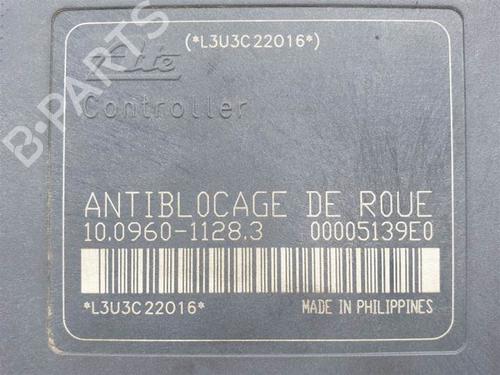 (*L3U3C22016*)
Ate
Controller
B-PARTS
ANTIBLOCAGE DE ROUE
10.0960-1128.3 00005139E0
*L3U3C22016*
MADE IN PHILIPPINES